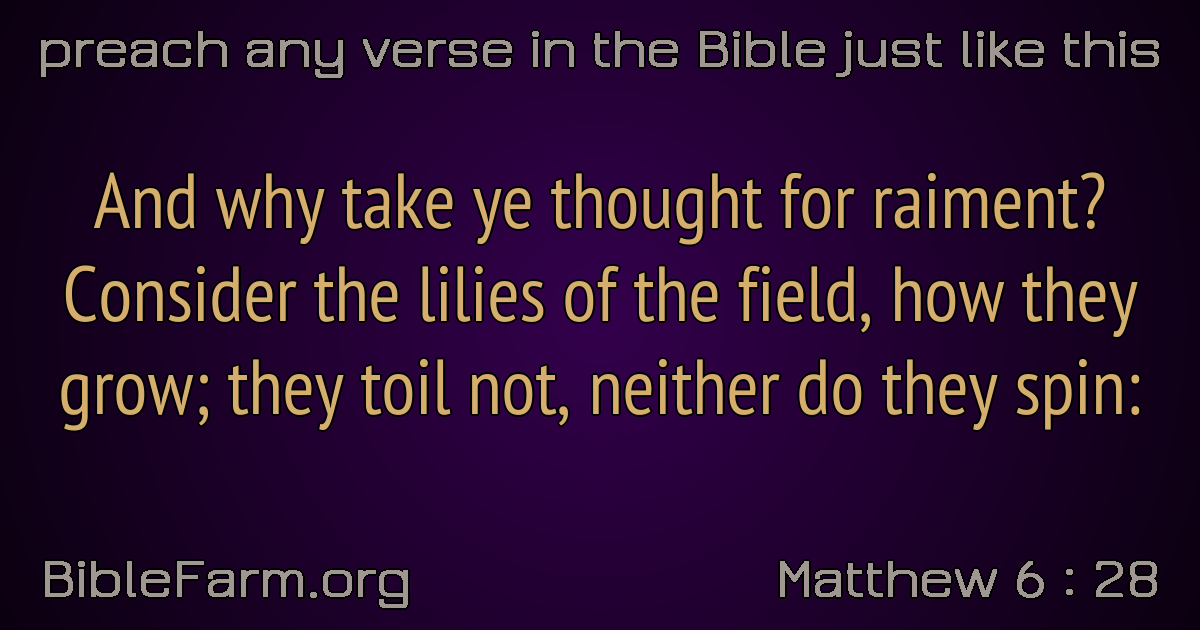 preach any verse in the Bible just like this
And why take ye thought for raiment?
Consider the lilies of the field, how they
grow; they toil not, neither do they spin:
BibleFarm.org
Matthew 6 : 28